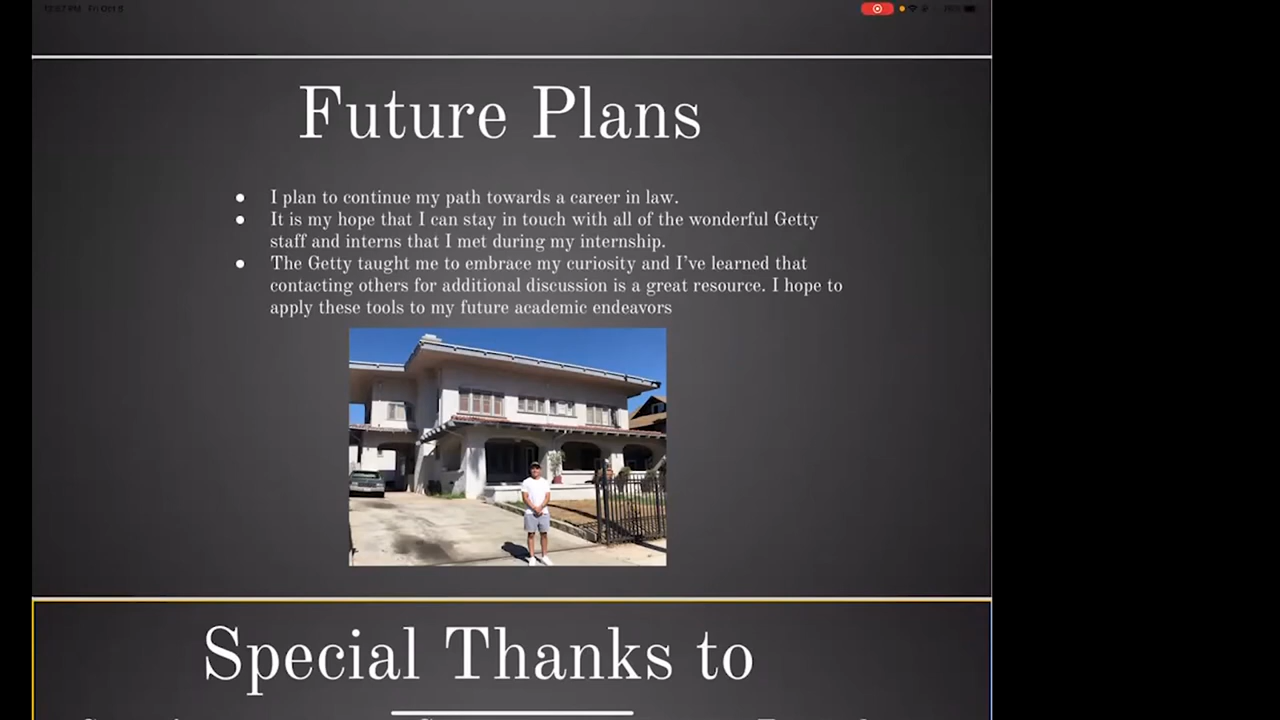 Future Plans
● I plan to continue my path towards a career in law.
● It is my hope that I can stay in touch with all of the wonderful Getty
staff and interns that I met during my internship.
● The Getty taught me to embrace my curiosity and I’ve learned that
contacting others for additional discussion is a great resource. I hope to
apply these tools to my future academic endeavors
Special Thanks to